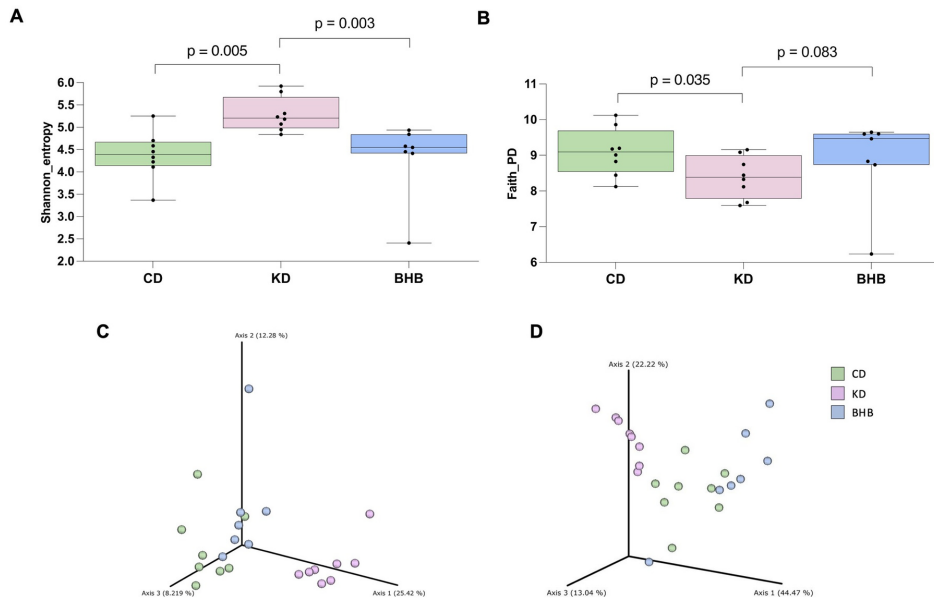 A
p = 0.005
p = 0.003
Shannon_entropy
6.0
5.5
5.0
4.5
4.0
3.5
3.0
2.5
2.0
CD
KD
BHB
B
p = 0.035
p = 0.083
Faith_PD
11
10
9
8
7
6
CD
KD
BHB
C
Axis 2 (12.28 %)
Axis 3 (8.219 %)
Axis 1 (25.42 %)
D
Axis 2 (22.22 %)
Axis 3 (13.04 %)
Axis 1 (44.47 %)
CD
KD
BHB